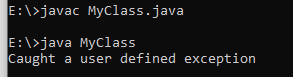 E:\>javac MyClass.java
E:\>java MyClass
Caught a user defined exception